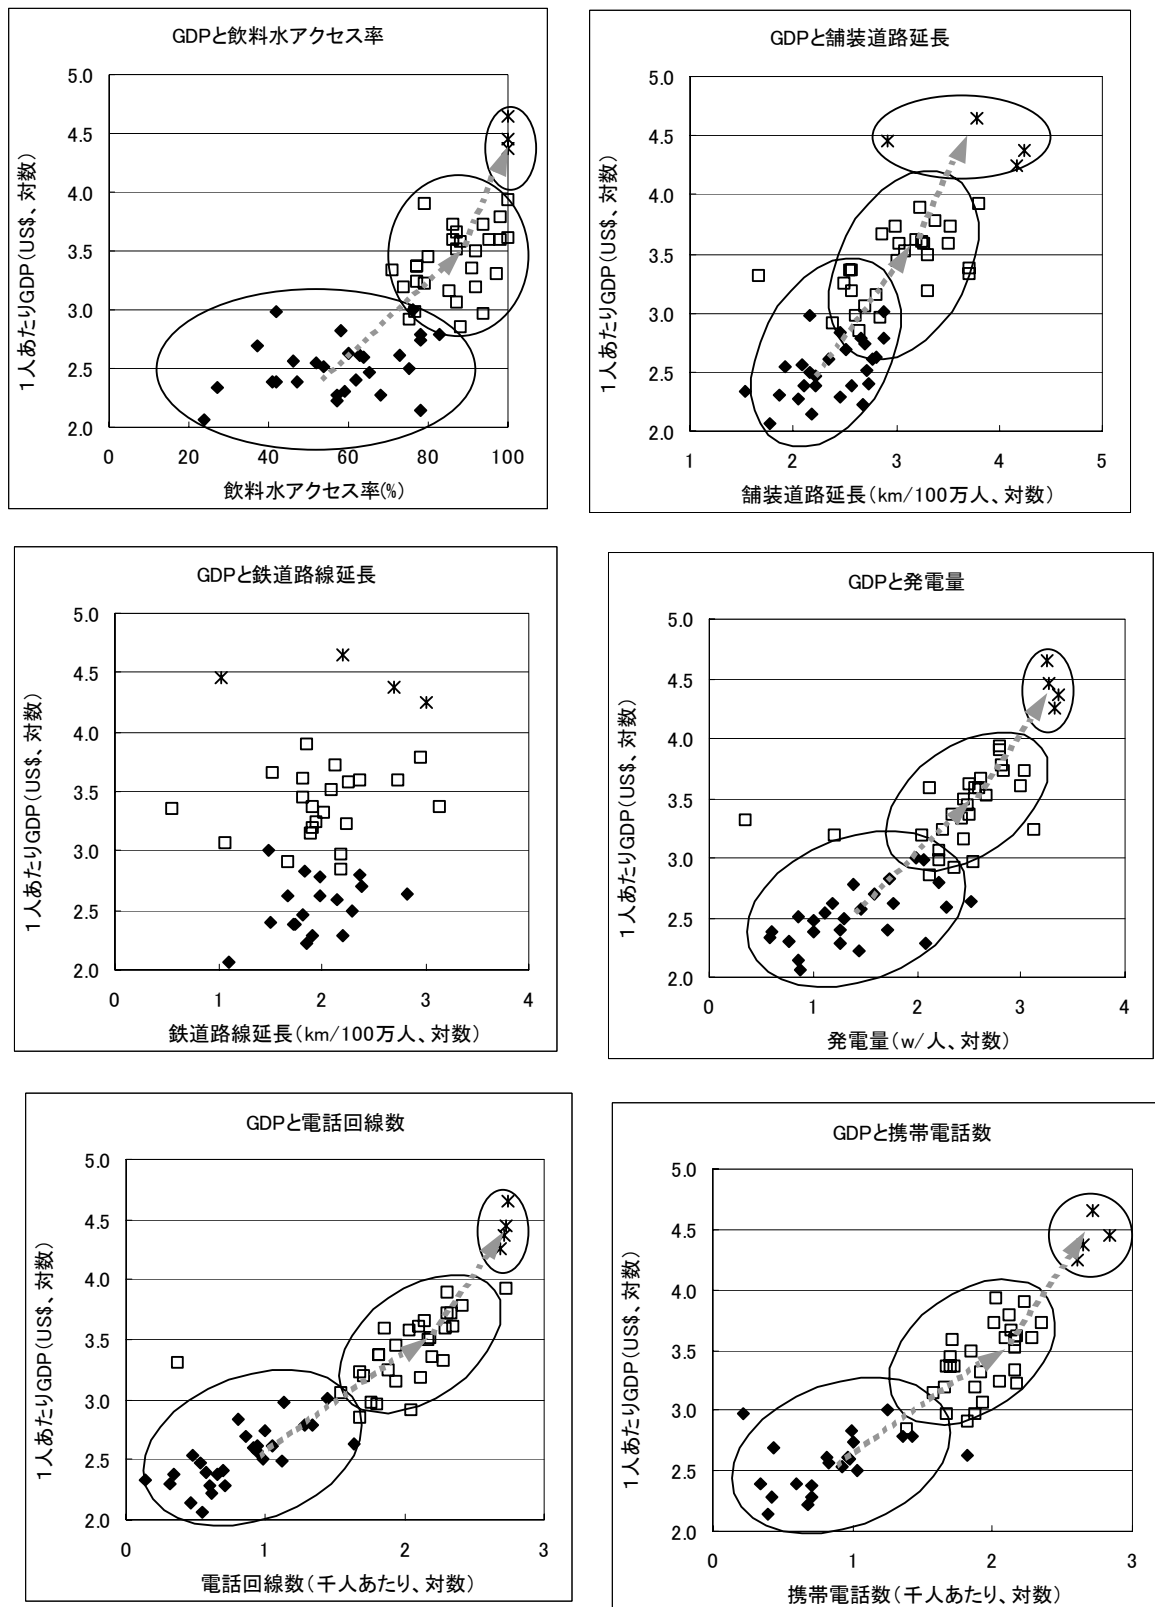 GDPと飲料水アクセス率
1人あたりGDP(US$、対数)
5.0
4.5
4.0
3.5
3.0
2.5
2.0
0 20 40 60 80 100
飲料水アクセス率(%)
GDPと舗装道路延長
1人あたりGDP(US$、対数)
5.0
4.5
4.0
3.5
3.0
2.5
2.0
1 2 3 4 5
舗装道路延長(km/100万人、対数)
GDPと鉄道路線延長
1人あたりGDP(US$、対数)
5.0
4.5
4.0
3.5
3.0
2.5
2.0
0 1 2 3 4
鉄道路線延長(km/100万人、対数)
GDPと発電量
1人あたりGDP(US$、対数)
5.0
4.5
4.0
3.5
3.0
2.5
2.0
0 1 2 3 4
発電量(w/人、対数)
GDPと電話回線数
1人あたりGDP(US$、対数)
5.0
4.5
4.0
3.5
3.0
2.5
2.0
0 1 2 3
電話回線数(千人あたり、対数)
GDPと携帯電話数
1人あたりGDP(US$、対数)
5.0
4.5
4.0
3.5
3.0
2.5
2.0
0 1 2 3
携帯電話数(千人あたり、対数)